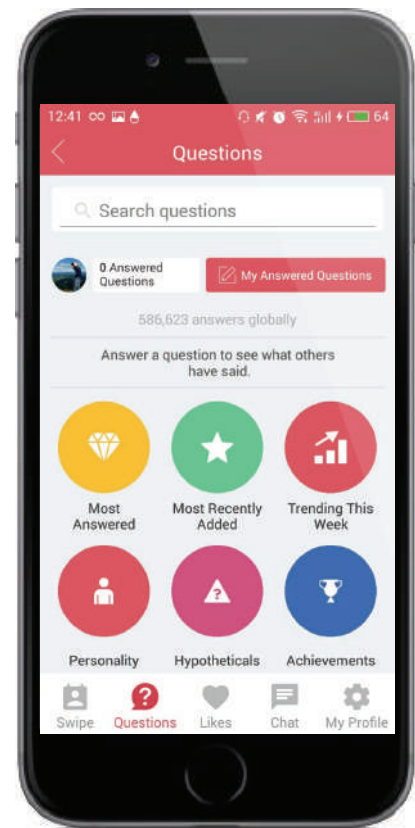 12:41 64
Questions
Search questions
0 Answered
Questions
My Answered Questions
586,623 answers globally
Answer a question to see what others
have said.
Most
Answered
Most Recently
Added
Trending This
Week
Personality
Hypotheticals
Achievements
Swipe Questions Likes Chat My Profile